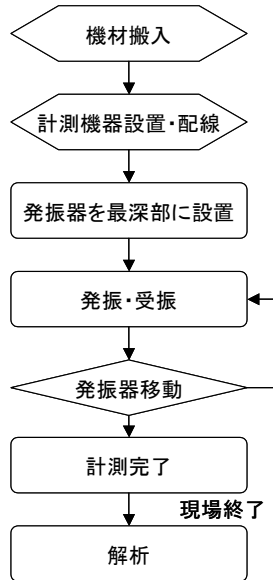 機材搬入
計測機器設置・配線
発振器を最深部に設置
発振・受振
発振器移動
計測完了
現場終了
解析